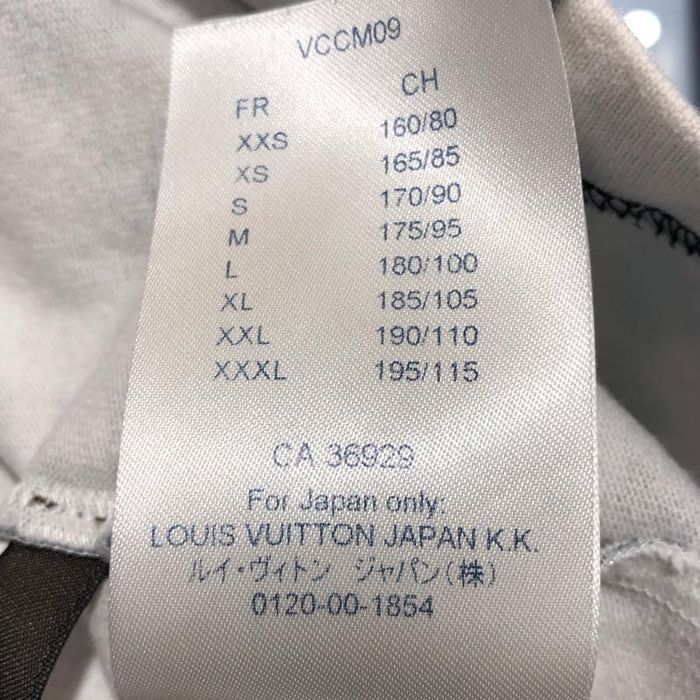 VCCM09
FR CH
XXS 160/80
XS 165/85
S 170/90
M 175/95
L 180/100
XL 185/105
XXL 190/110
XXXL 195/115
CA 36929
For Japan only:
LOUIS VUITTON JAPAN K.K.
ルイ・ヴィトン ジャパン(株)
0120-00-1854